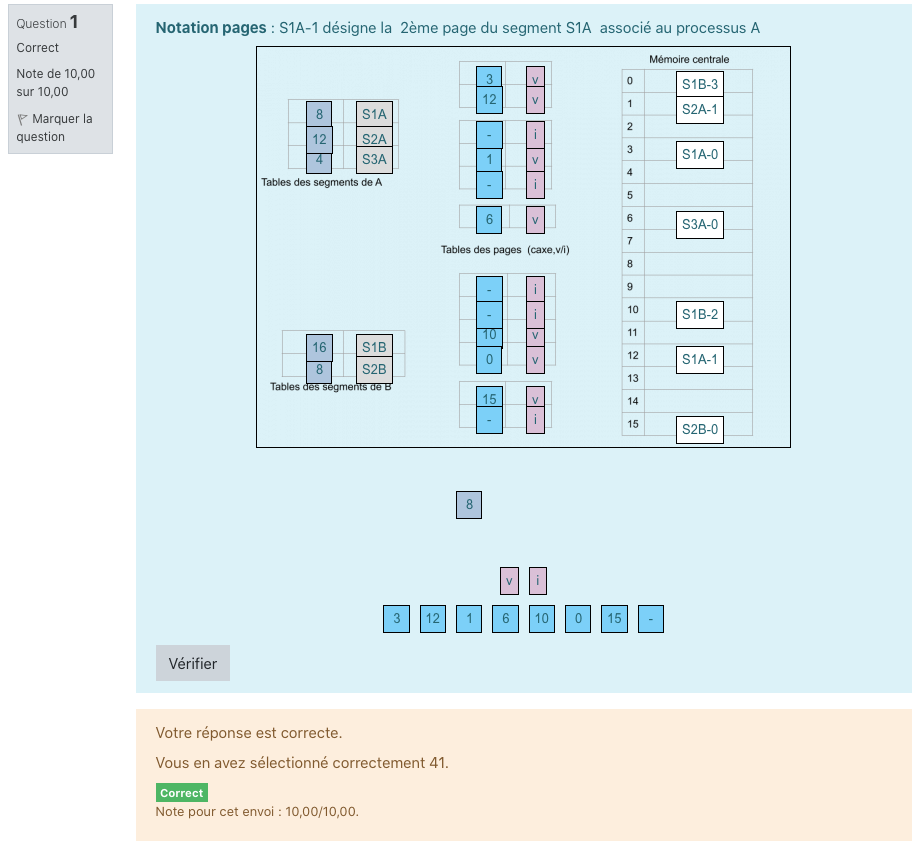 Question 1
Correct
Note de 10,00
sur 10,00
Marquer la
question
Notation pages : S1A-1 désigne la 2ème page du segment S1A associé au processus A
8 S1A
12 S2A
4 S3A
Tables des segments de A
3 v
12 v
- i
1 v
- i
6 v
Tables des pages (caxe,v/i)
- i
- i
10 v
0 v
15 v
- i
16 S1B
8 S2B
Tables des segments de B
Mémoire centrale
0 S1B-3
1 S2A-1
2
3 S1A-0
4
5
6 S3A-0
7
8
9
10 S1B-2
11
12 S1A-1
13
14
15 S2B-0
8
v i
3 12 1 6 10 0 15 -
Vérifier
Votre réponse est correcte.
Vous en avez sélectionné correctement 41.
Correct
Note pour cet envoi : 10,00/10,00.